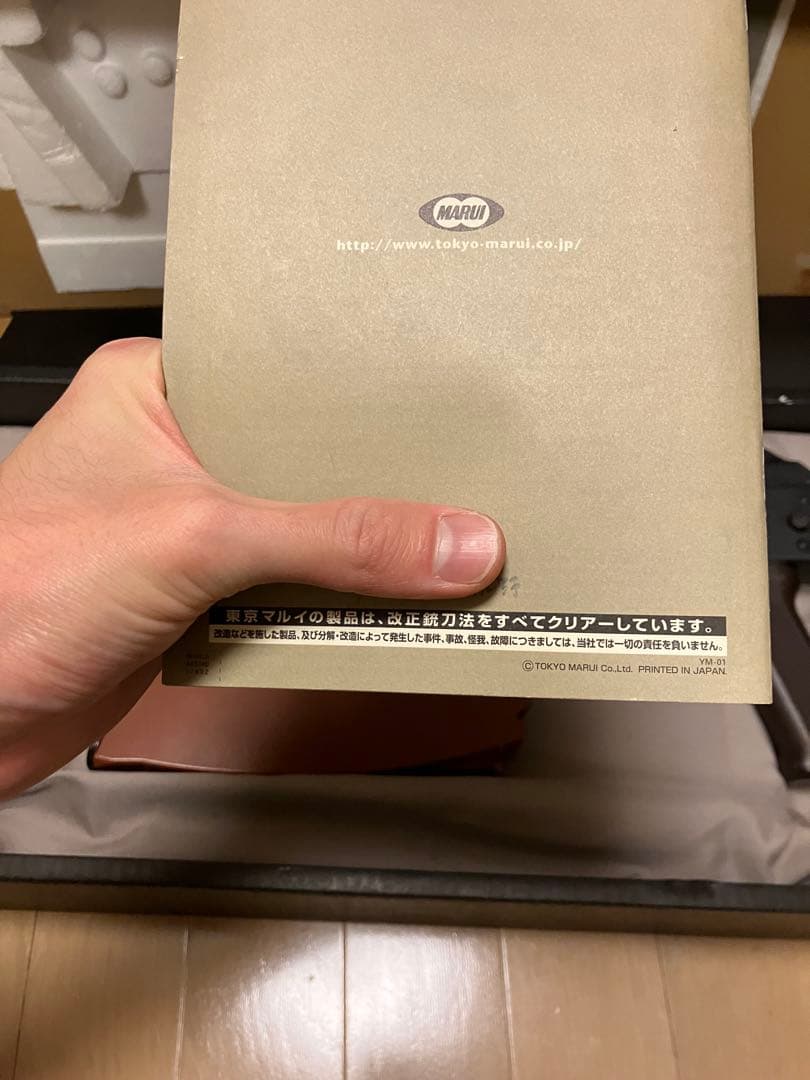 MARUI
http://www.tokyo-marui.co.jp/
東京マルイの製品は、改正銃刀法をすべてクリアーしています。
改造などを施した製品、及び分解・改造によって発生した事件、事故、怪我、故障につきましては、当社では一切の責任を負いません。
YM-01
©TOKYO MARUI Co.,Ltd. PRINTED IN JAPAN.